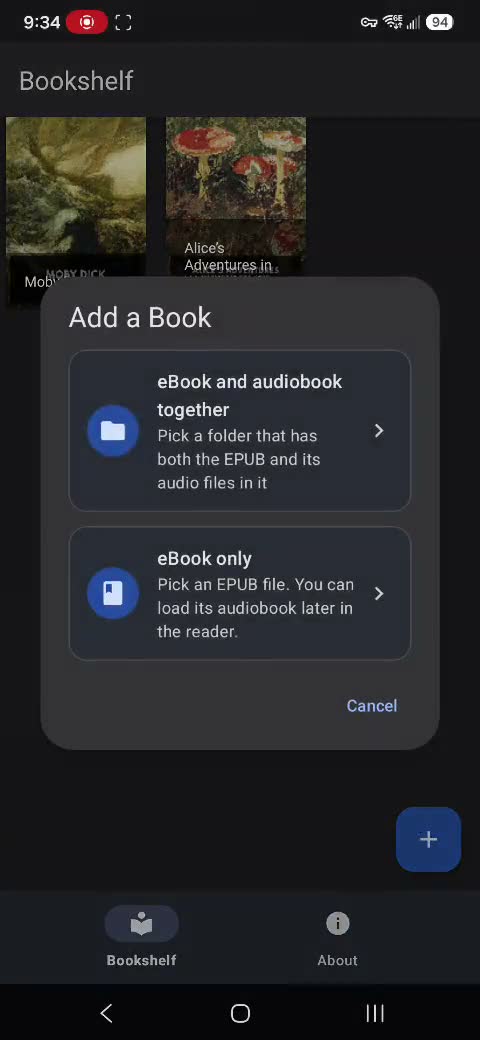 9:34
6E
94
Bookshelf
Alice's
Adventures in
MOBY DICK
Moby
Add a Book
eBook and audiobook
together
Pick a folder that has
both the EPUB and its
audio files in it
eBook only
Pick an EPUB file. You can
load its audiobook later in
the reader.
Cancel
Bookshelf
About